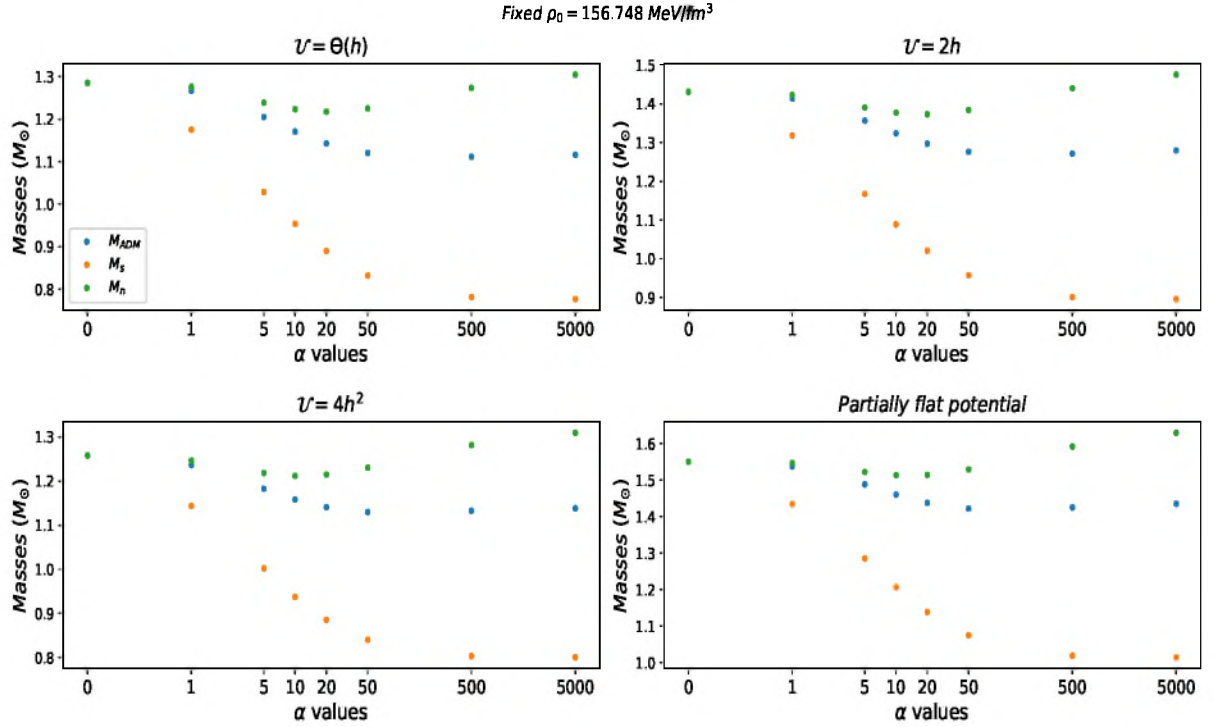 Fixed ρ₀ = 156.748 MeV/fm³
𝒰 = Θ(h)
Masses (M⊙)
1.3
1.2
1.1
1.0
0.9
0.8
M_ADM
M_s
M_n
0 1 5 10 20 50 500 5000
α values
𝒰 = 2h
Masses (M⊙)
1.5
1.4
1.3
1.2
1.1
1.0
0.9
0 1 5 10 20 50 500 5000
α values
𝒰 = 4h²
Masses (M⊙)
1.3
1.2
1.1
1.0
0.9
0.8
0 1 5 10 20 50 500 5000
α values
Partially flat potential
Masses (M⊙)
1.6
1.5
1.4
1.3
1.2
1.1
1.0
0 1 5 10 20 50 500 5000
α values